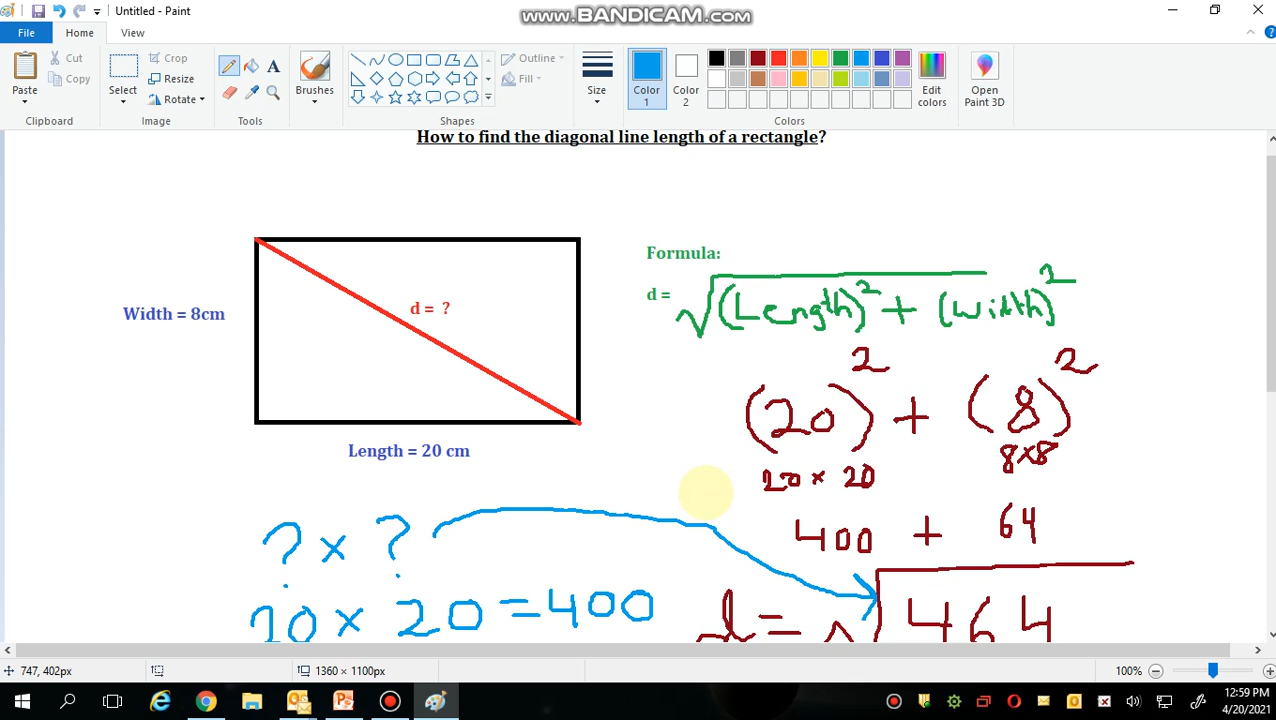 Untitled - Paint
www.BANDICAM.com
File
Home
View
Paste
Cut
Copy
Clipboard
Select
Crop
Resize
Rotate
Image
Tools
Brushes
Outline
Fill
Shapes
Size
Color 1
Color 2
Edit colors
Colors
Open Paint 3D
How to find the diagonal line length of a rectangle?
Formula:
d = √(Length)² + (width)²
Width = 8cm
d = ?
Length = 20 cm
(20)² + (8)²
20 × 20
8×8
400 + 64
? × ?
20 × 20 = 400
d = √464
747, 402px
1360 × 1100px
100%
12:59 PM
4/20/2021